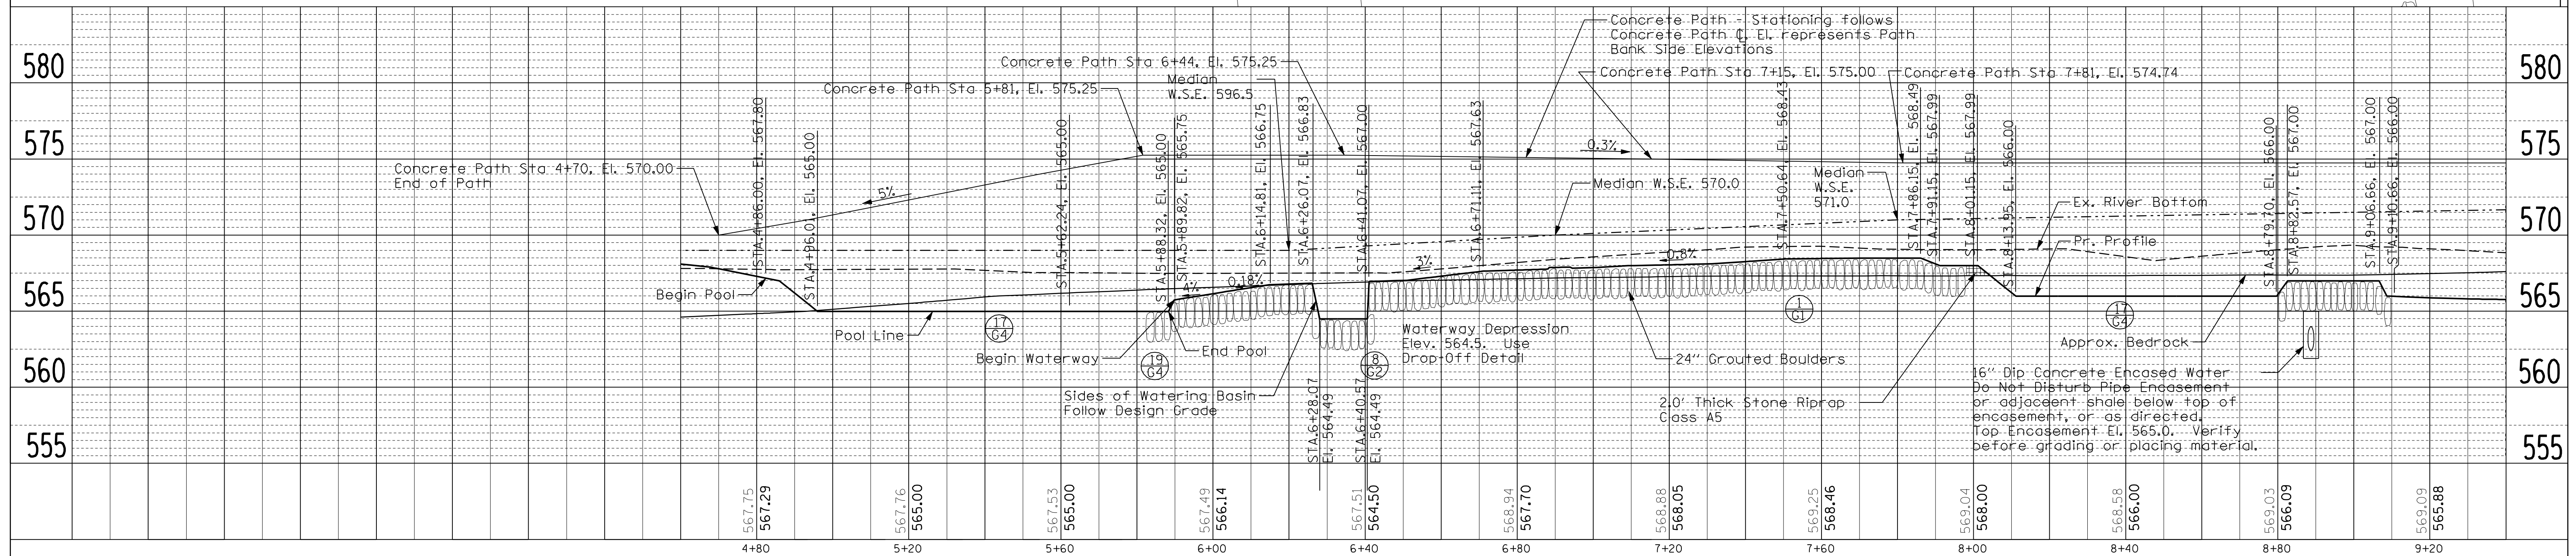 580
575
570
565
560
555
Concrete Path - Stationing follows
Concrete Path ℄ El. represents Path
Bank Side Elevations
Concrete Path Sta 6+44, El. 575.25
Concrete Path Sta 7+15, El. 575.00
Concrete Path Sta 7+81, El. 574.74
Median
W.S.E. 596.5
Concrete Path Sta 5+81, El. 575.25
Concrete Path Sta 4+70, El. 570.00
End of Path
5%
0.3%
Median W.S.E. 570.0
Median
W.S.E.
571.0
Ex. River Bottom
Pr. Profile
STA.4+86.00, El. 567.80
STA.4+96.01, El. 565.00
STA.5+62.24, El. 565.00
STA.5+88.32, El. 565.00
STA.5+89.82, El. 565.75
STA.6+14.81, El. 566.75
STA.6+26.07, El. 566.83
STA.6+41.07, El. 567.00
STA.6+71.11, El. 567.63
STA.7+50.64, El. 568.43
STA.7+86.15, El. 568.49
STA.7+91.15, El. 567.99
STA.8+01.15, El. 567.99
STA.8+13.95, El. 566.00
STA.8+79.70, El. 566.00
STA.8+82.57, El. 567.00
STA.9+06.66, El. 567.00
STA.9+10.66, El. 566.00
Begin Pool
4%
0.18%
3%
0.8%
Pool Line
17
G4
Begin Waterway
19
G4
End Pool
Sides of Watering Basin
Follow Design Grade
STA.6+28.07
El. 564.49
STA.6+40.57
El. 564.49
8
G2
Waterway Depression
Elev. 564.5. Use
Drop-Off Detail
24" Grouted Boulders
1
G1
2.0' Thick Stone Riprap
Class A5
17
G4
Approx. Bedrock
16" Dip Concrete Encased Water
Do Not Disturb Pipe Encasement
or adjacent shale below top of
encasement, or as directed.
Top Encasement El. 565.0. Verify
before grading or placing material.
580
575
570
565
560
555
567.75
567.29
567.76
565.00
567.53
565.00
567.49
566.14
567.51
564.50
568.94
567.70
568.88
568.05
569.25
568.46
569.04
568.00
568.58
566.00
569.03
566.09
569.09
565.88
4+80 5+20 5+60 6+00 6+40 6+80 7+20 7+60 8+00 8+40 8+80 9+20